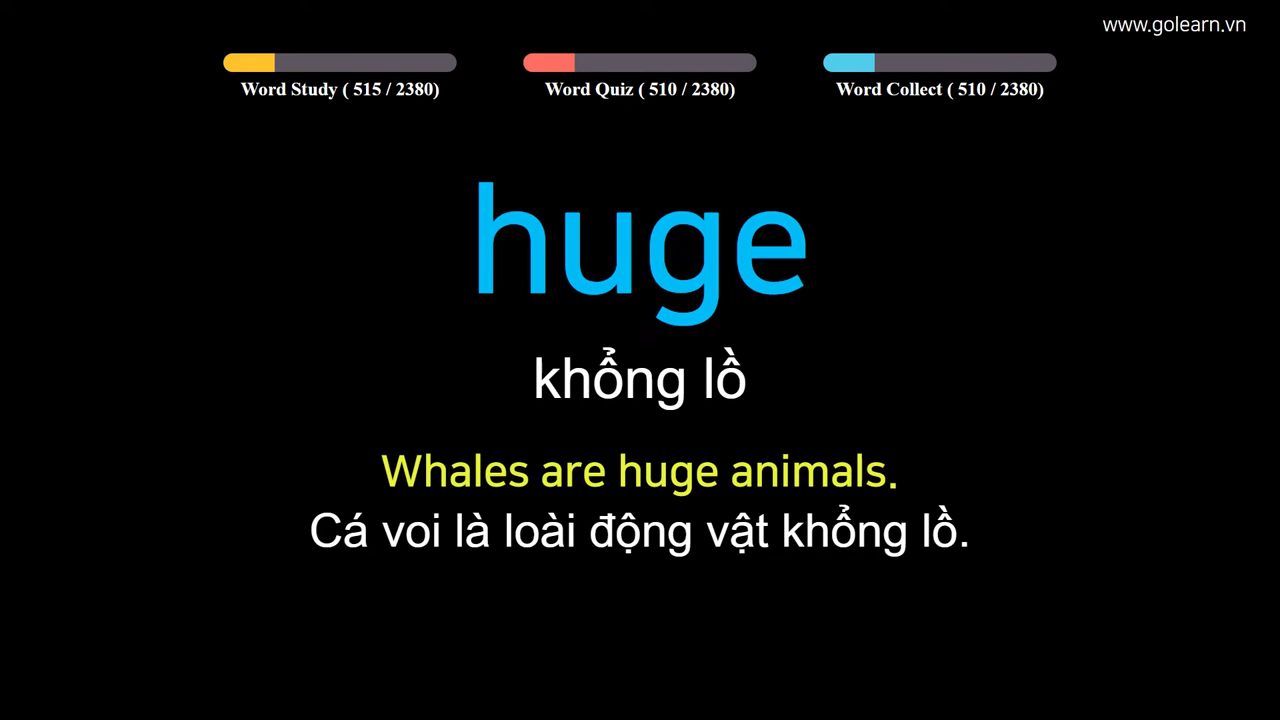 www.golearn.vn
Word Study ( 515 / 2380)
Word Quiz ( 510 / 2380)
Word Collect ( 510 / 2380)
huge
khổng lồ
Whales are huge animals.
Cá voi là loài động vật khổng lồ.